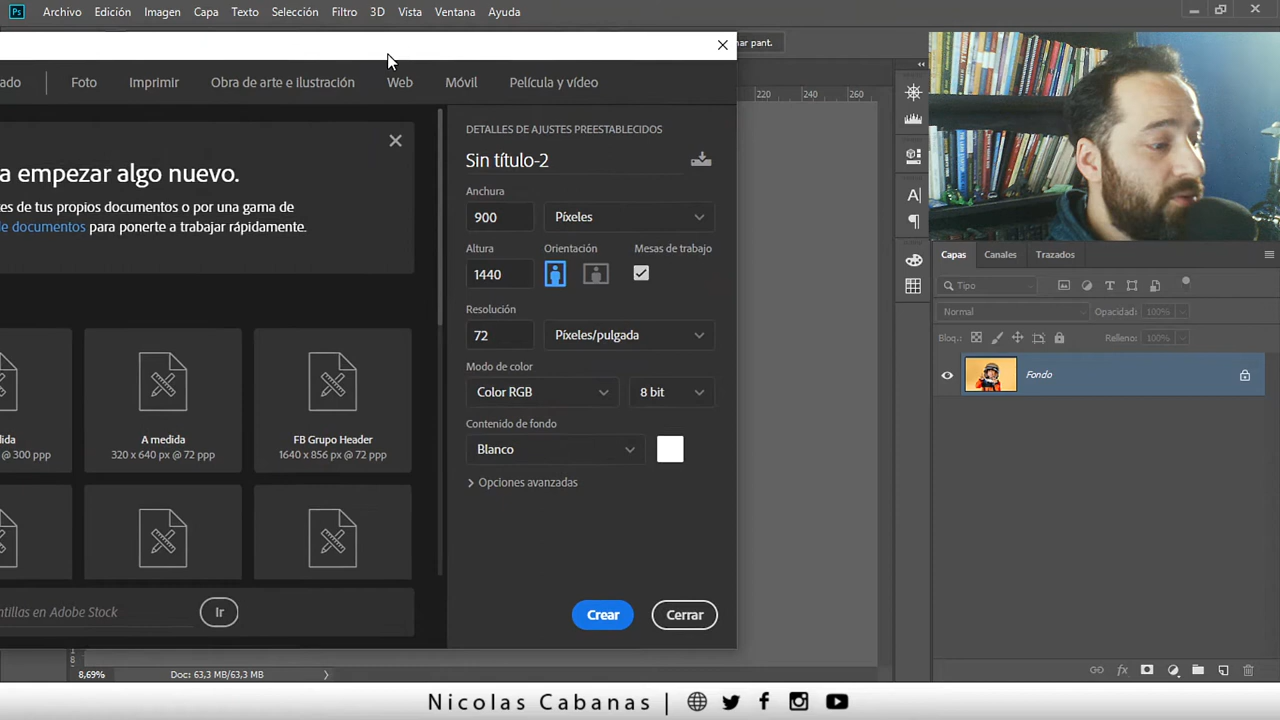 Ps Archivo Edición Imagen Capa Texto Selección Filtro 3D Vista Ventana Ayuda
nar pant.
ado Foto Imprimir Obra de arte e ilustración Web Móvil Película y vídeo
220 240 260
DETALLES DE AJUSTES PREESTABLECIDOS
Sin título-2
a empezar algo nuevo.
es de tus propios documentos o por una gama de
de documentos para ponerte a trabajar rápidamente.
Anchura
900 Píxeles
Altura Orientación Mesas de trabajo
1440
Resolución
72 Píxeles/pulgada
Modo de color
Color RGB 8 bit
Contenido de fondo
Blanco
Opciones avanzadas
dida
@ 300 ppp
A medida
320 x 640 px @ 72 ppp
FB Grupo Header
1640 x 856 px @ 72 ppp
ntillas en Adobe Stock Ir
Crear Cerrar
Capas Canales Trazados
Tipo
Normal Opacidad: 100%
Bloq.: Relleno: 100%
Fondo
fx
1
8
8,69% Doc: 63,3 MB/63,3 MB
Nicolas Cabanas |